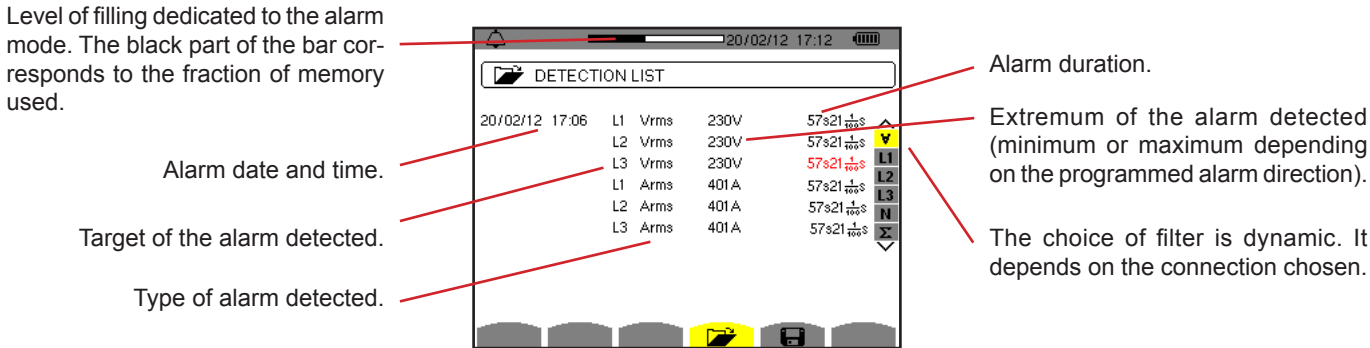 Level of filling dedicated to the alarm
mode. The black part of the bar cor-
responds to the fraction of memory
used.
Alarm date and time.
Target of the alarm detected.
Type of alarm detected.
20/02/12 17:12
DETECTION LIST
20/02/12 17:06 L1 Vrms 230V 57s21 1/100 s
L2 Vrms 230V 57s21 1/100 s
L3 Vrms 230V 57s21 1/100 s
L1 Arms 401A 57s21 1/100 s
L2 Arms 401A 57s21 1/100 s
L3 Arms 401A 57s21 1/100 s
∀
L1
L2
L3
N
Σ
Alarm duration.
Extremum of the alarm detected
(minimum or maximum depending
on the programmed alarm direction).
The choice of filter is dynamic. It
depends on the connection chosen.